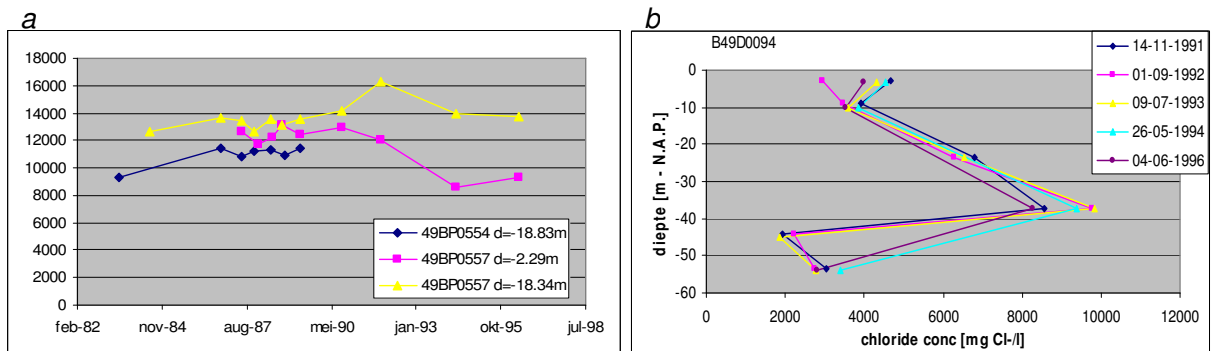 a
18000
16000
14000
12000
10000
8000
6000
4000
2000
0
feb-82 nov-84 aug-87 mei-90 jan-93 okt-95 jul-98
49BP0554 d=-18.83m
49BP0557 d=-2.29m
49BP0557 d=-18.34m
b
B49D0094
0
-10
-20
-30
-40
-50
-60
diepte [m - N.A.P.]
0 2000 4000 6000 8000 10000 12000
chloride conc [mg Cl-/l]
14-11-1991
01-09-1992
09-07-1993
26-05-1994
04-06-1996